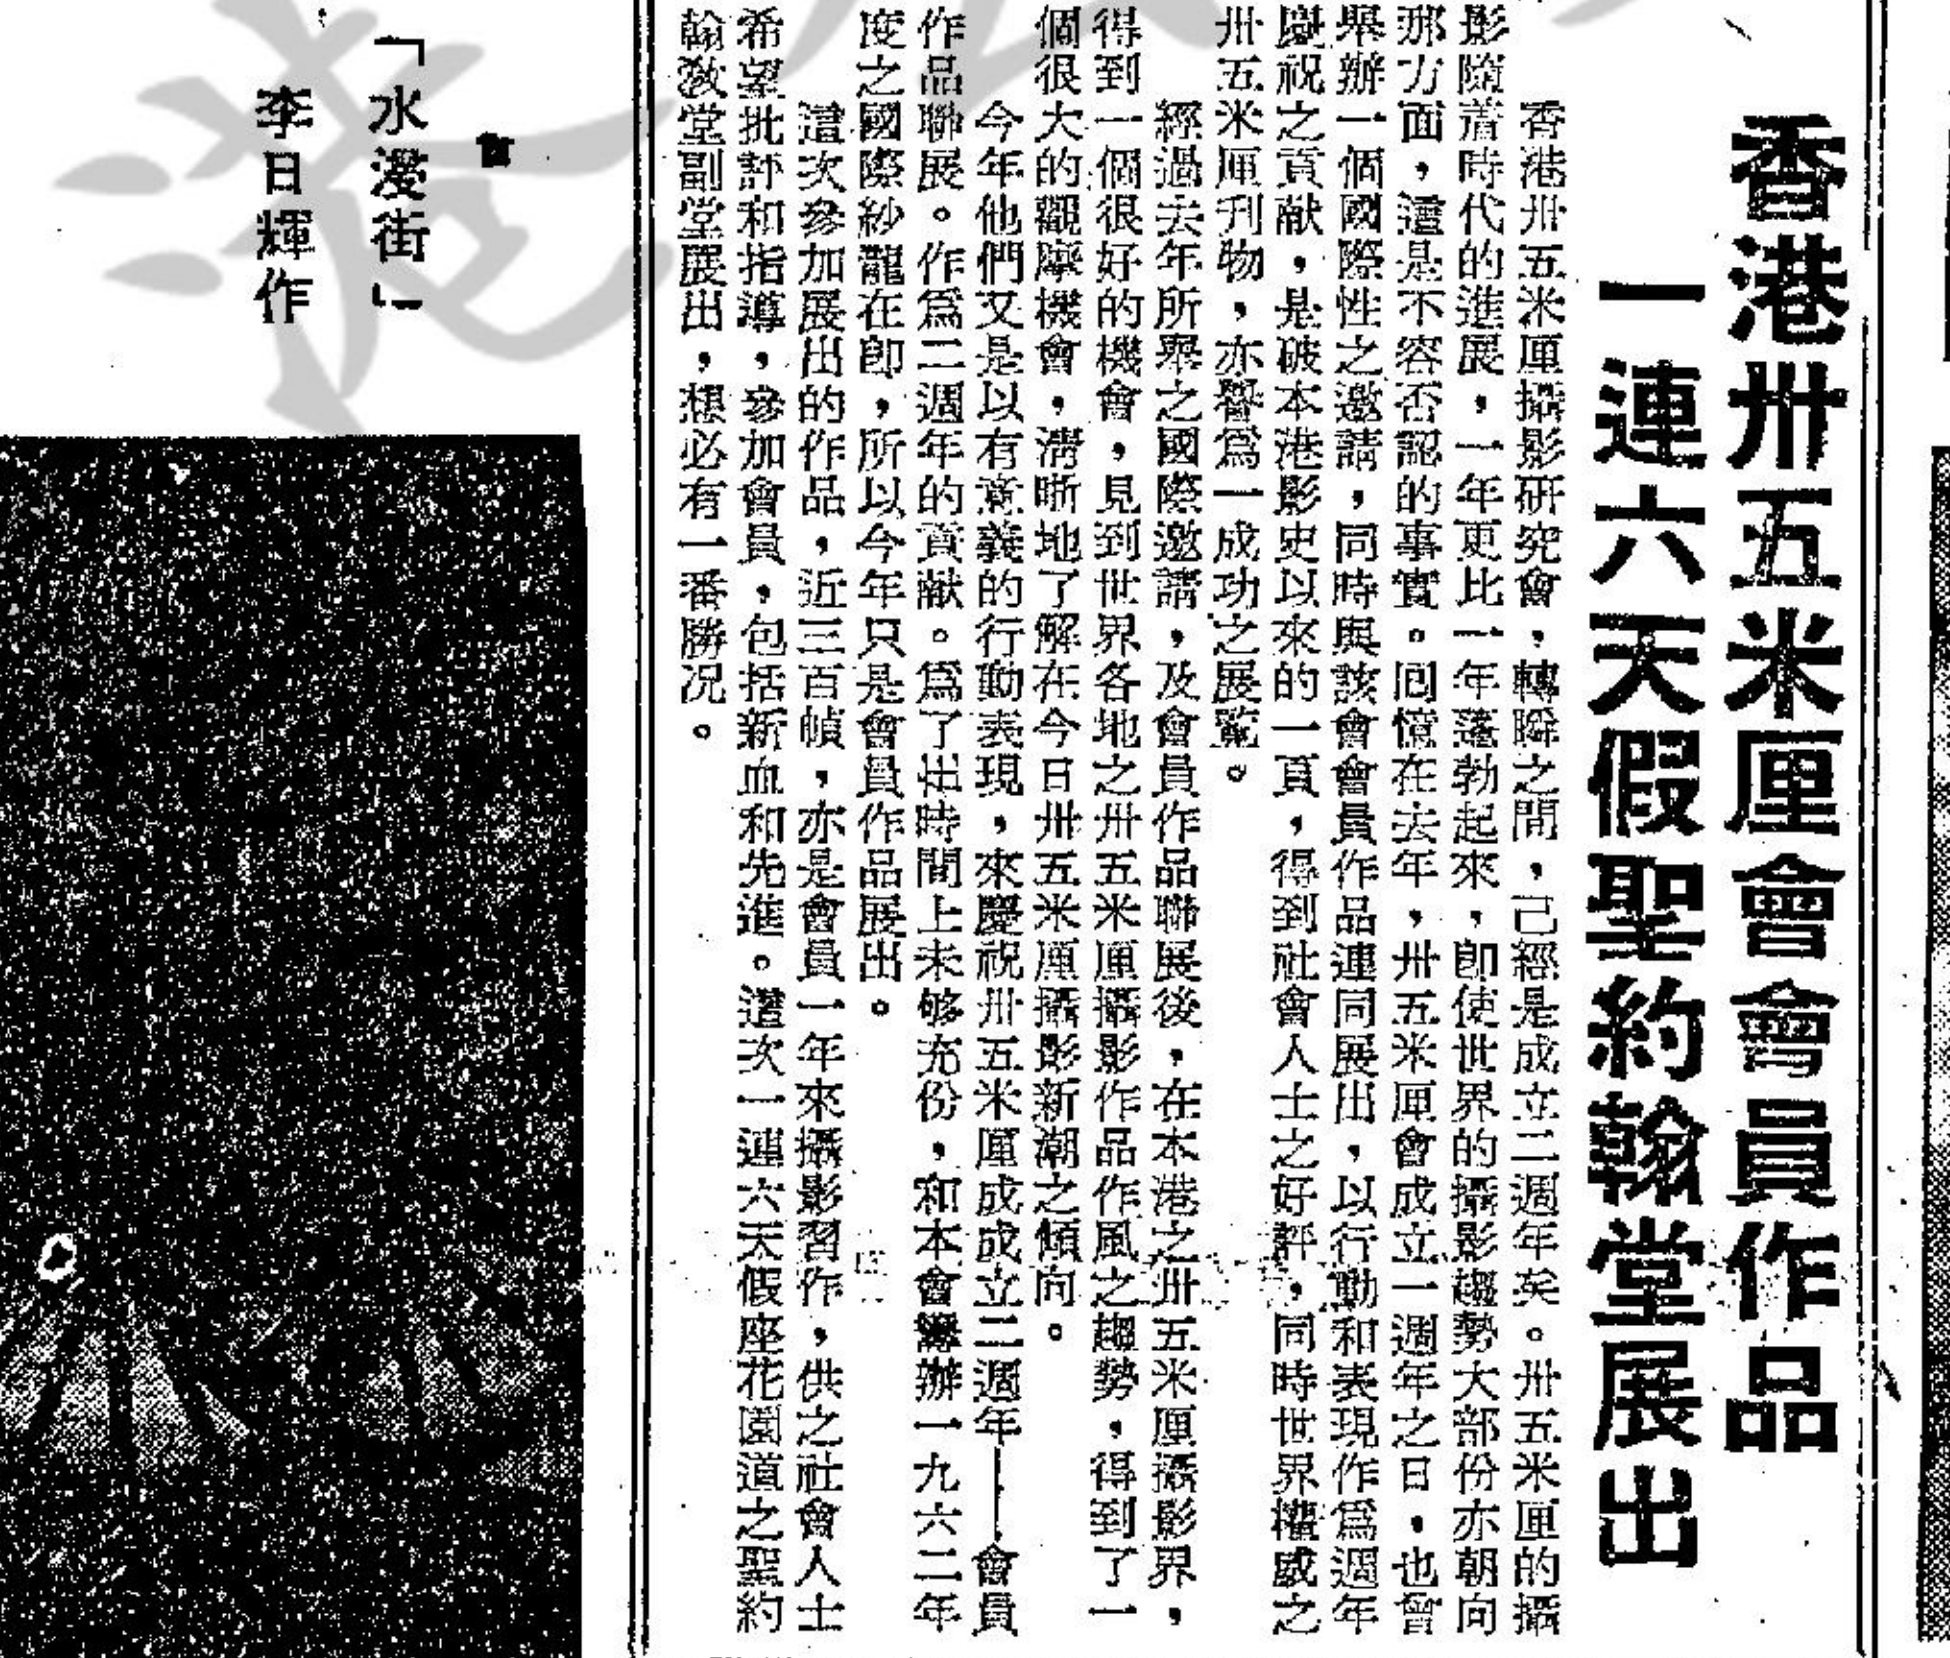 香港卅五米厘會會員作品
一連六天假聖約翰堂展出
香港卅五米厘攝影研究會，轉瞬之間，己經是成立二週年矣。卅五米厘的攝
影隨着時代的進展，一年更比一年蓬勃起來，即使世界的攝影趨勢大部份亦朝向
那方面，這是不容否認的事實。囘憶在去年，卅五米厘會成立一週年之日，也曾
舉辦一個國際性之邀請，同時與該會會員作品連同展出，以行動和表現作爲週年
慶祝之貢献，是破本港影史以來的一頁，得到社會人士之好評，同時世界權威之
卅五米厘刋物，亦譽爲一成功之展覽。
經過去年所舉之國際邀請，及會員作品聯展後，在本港之卅五米厘攝影界，
得到一個很好的機會，見到世界各地之卅五米厘攝影作品作風之趨勢，得到了一
個很大的觀摩機會，淸晰地了解在今日卅五米厘攝影新潮之傾向。
今年他們又是以有意義的行動表現，來慶祝卅五米厘成成立二週年——會員
作品聯展。作爲二週年的貢献。爲了出時間上未够充份，和本會籌辦一九六二年
度之國際紗龍在卽，所以今年只是會員作品展出。
這次參加展出的作品，近三百幀，亦是會員一年來攝影習作，供之社會人士
希望批評和指導，參加會員，包括新血和先進。這次一連六天假座花園道之聖約
翰敎堂副堂展出，想必有一番勝况。
「水漫街」
李日輝作